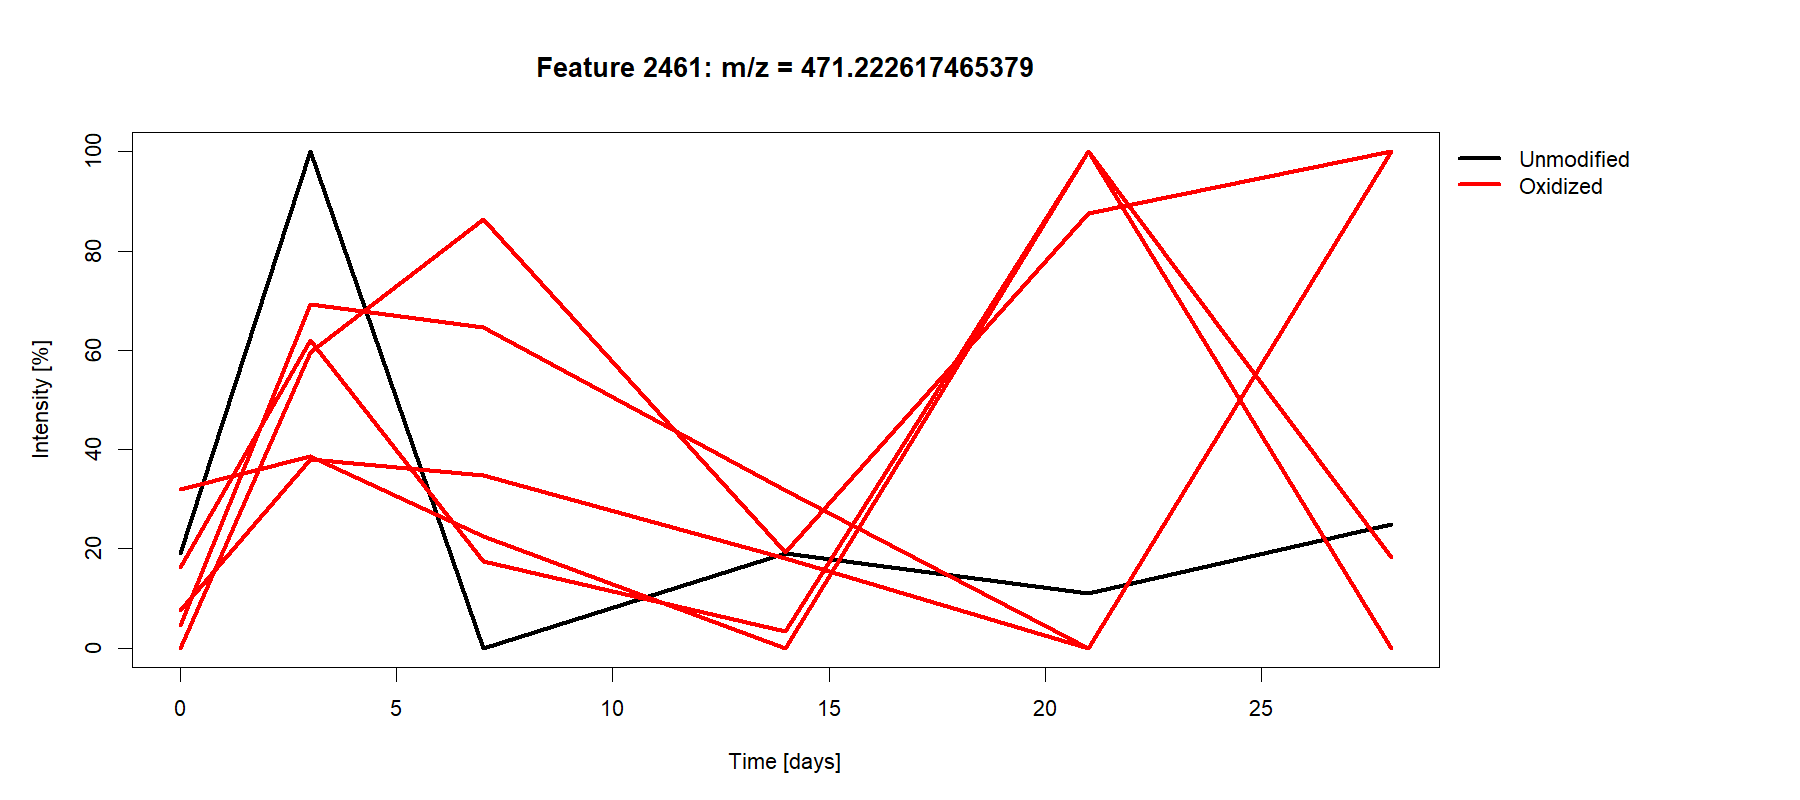 Feature 2461: m/z = 471.222617465379
Unmodified
Oxidized
Intensity [%]
100
80
60
40
20
0
0 5 10 15 20 25
Time [days]